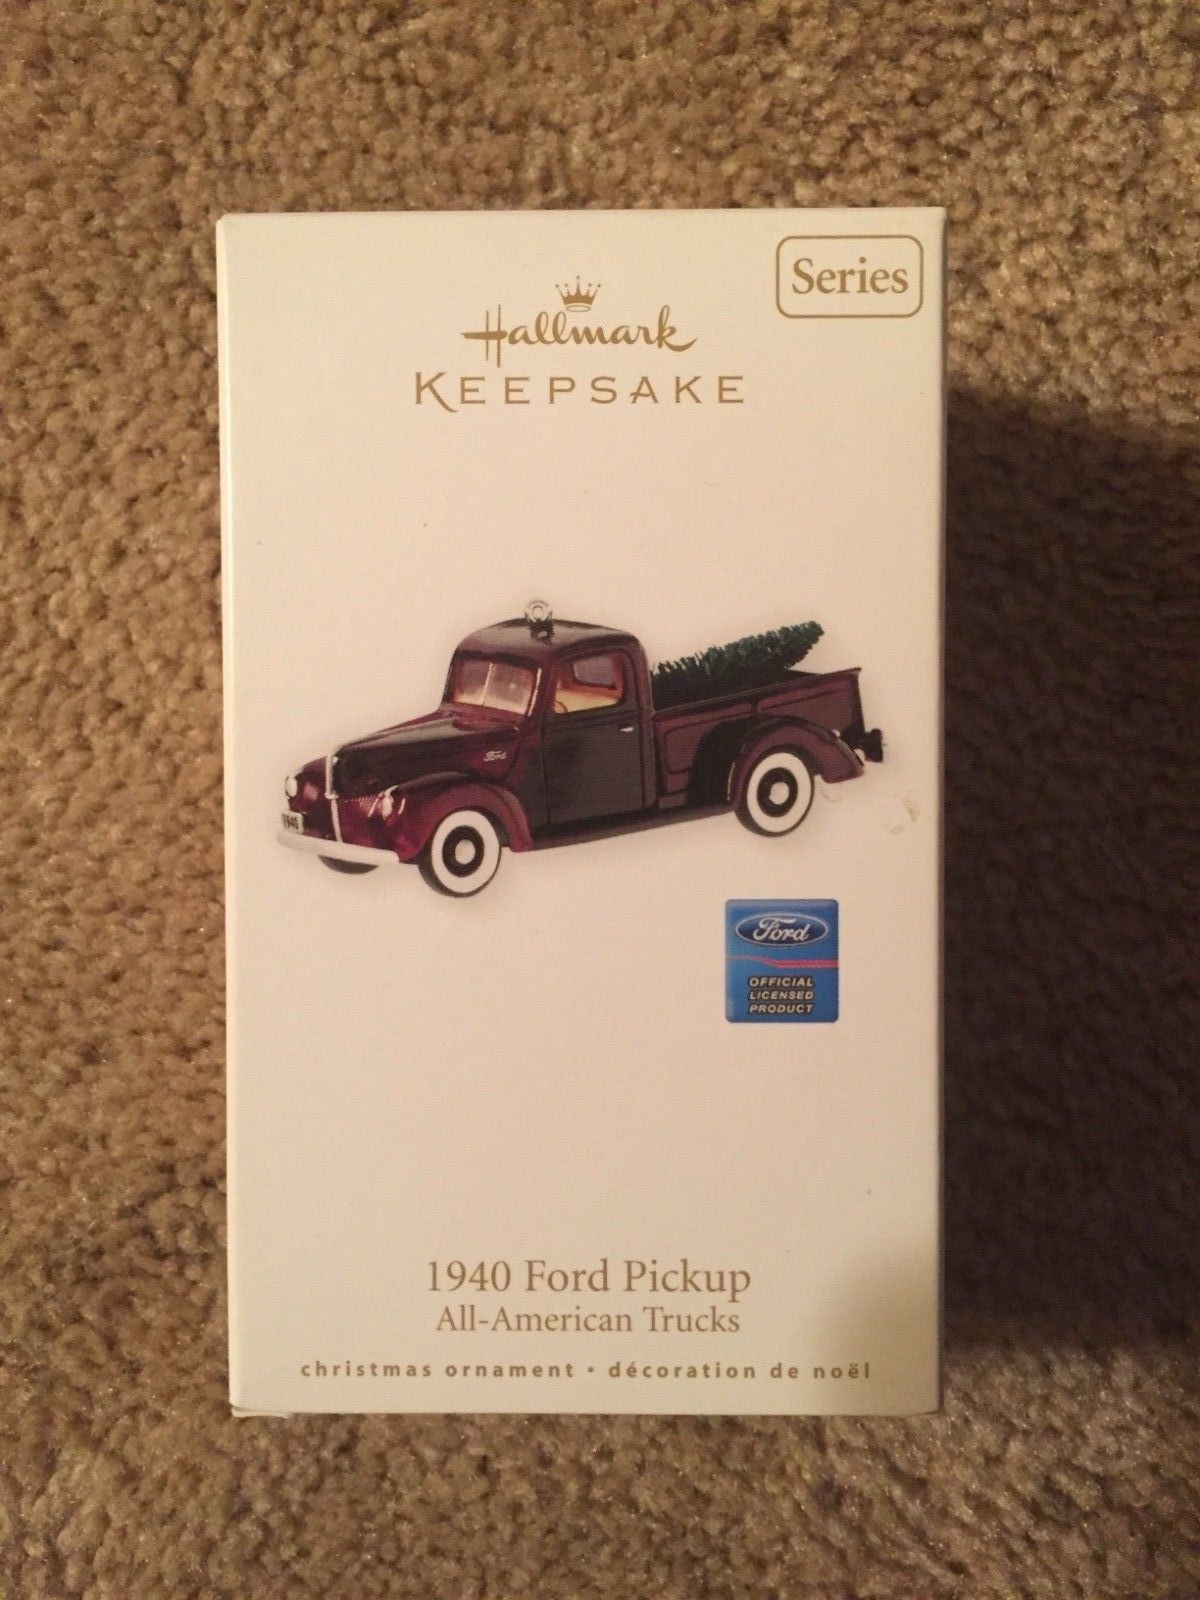 Series
Hallmark
KEEPSAKE
Ford
1940
Ford
OFFICIAL
LICENSED
PRODUCT
1940 Ford Pickup
All-American Trucks
christmas ornament • décoration de noël